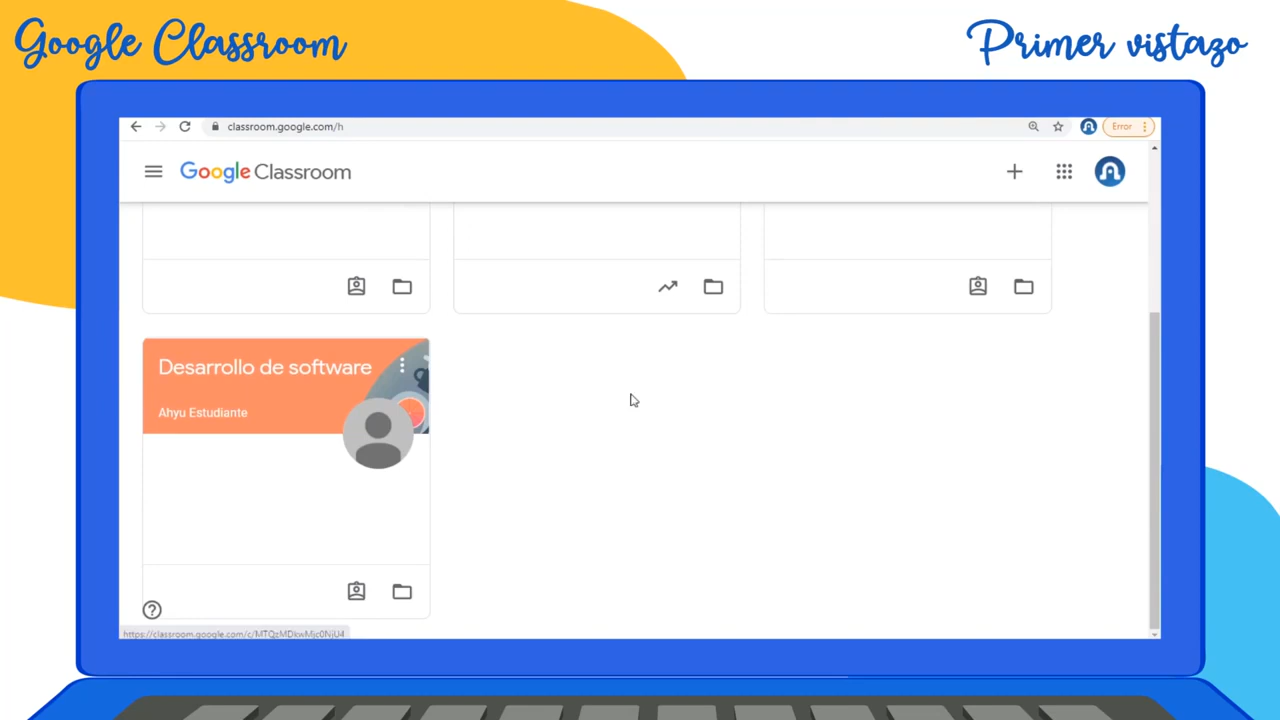 Google Classroom
Primer vistazo
classroom.google.com/h
Error
Google Classroom
Desarrollo de software
Ahyu Estudiante